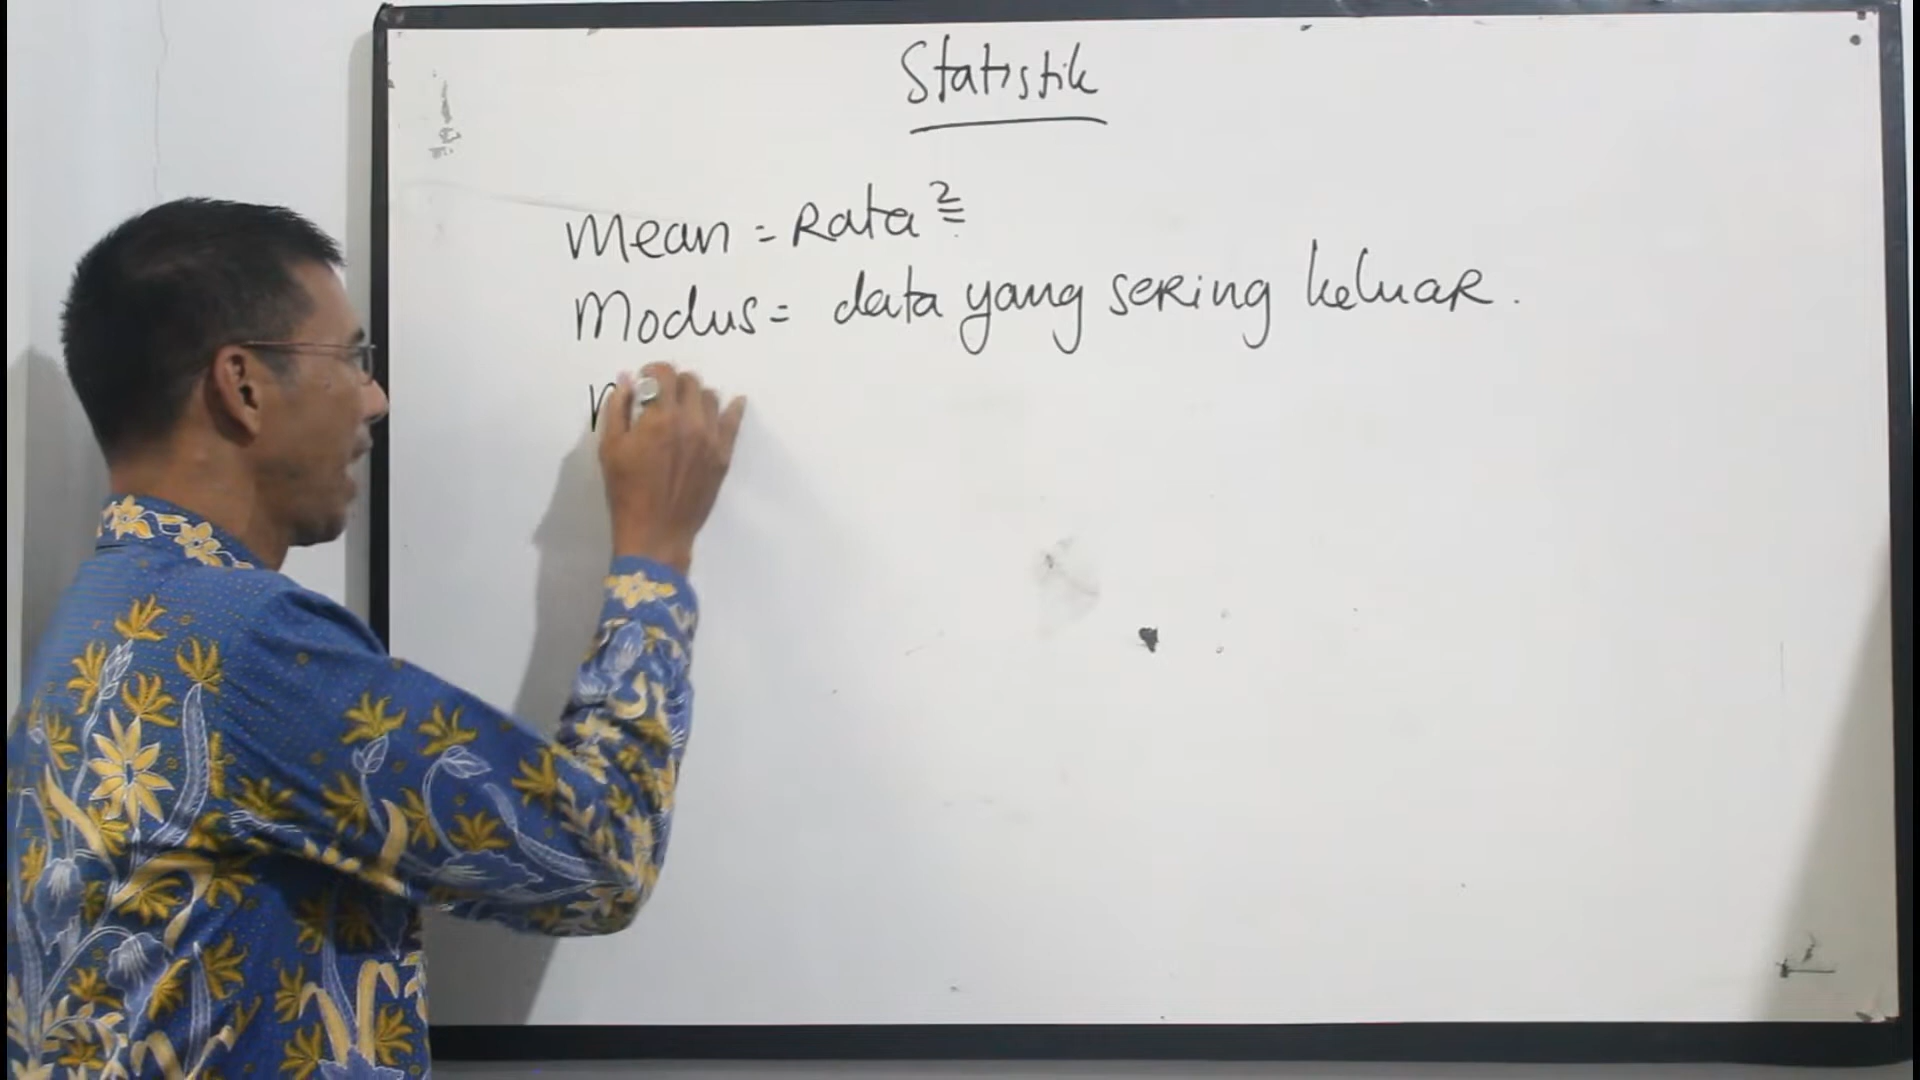 Statistik
Mean = Rata²
Modus = data yang sering keluar.